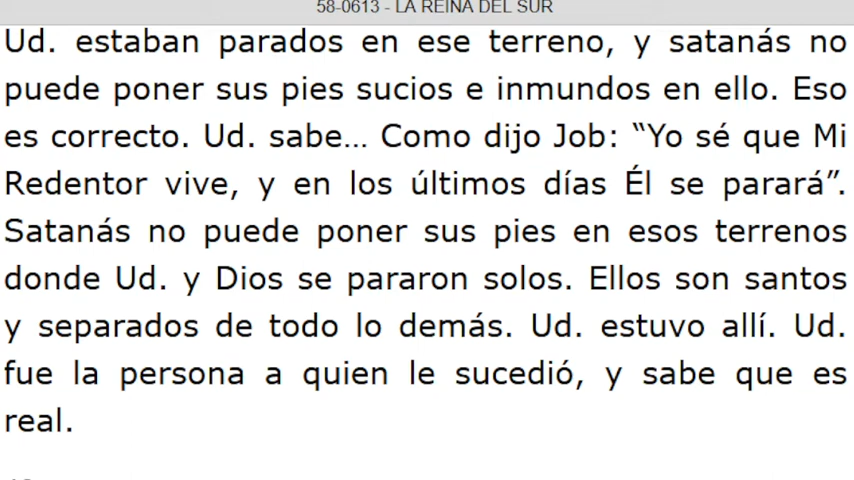 58-0613 - LA REINA DEL SUR
Ud. estaban parados en ese terreno, y satanás no
puede poner sus pies sucios e inmundos en ello. Eso
es correcto. Ud. sabe... Como dijo Job: “Yo sé que Mi
Redentor vive, y en los últimos días Él se parará”.
Satanás no puede poner sus pies en esos terrenos
donde Ud. y Dios se pararon solos. Ellos son santos
y separados de todo lo demás. Ud. estuvo allí. Ud.
fue la persona a quien le sucedió, y sabe que es
real.